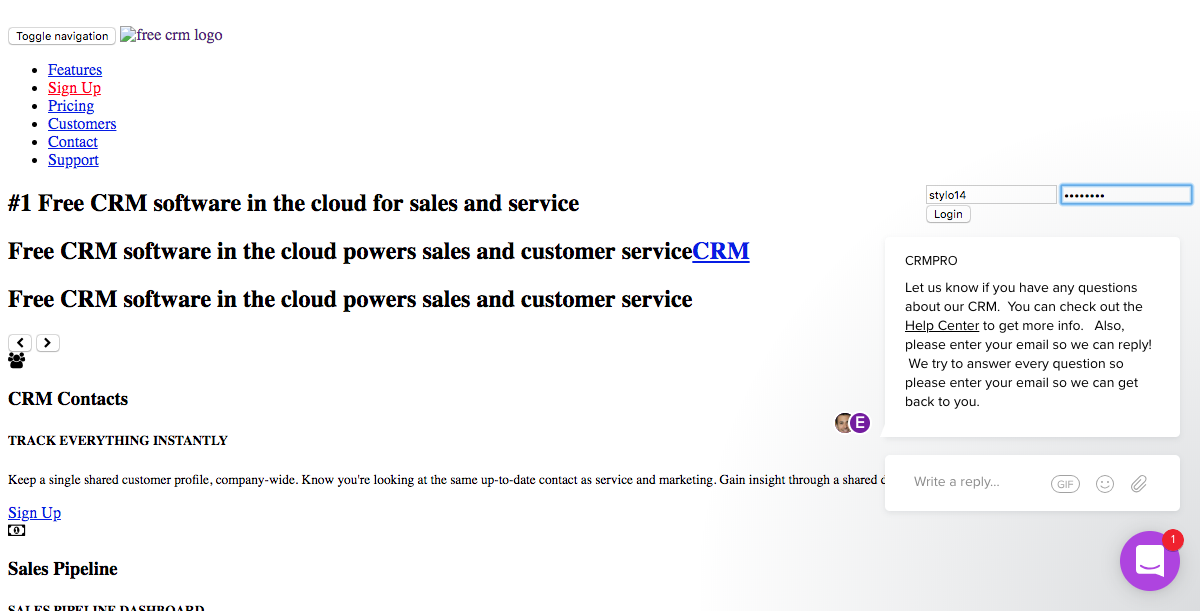 Toggle navigation free crm logo
Features
Sign Up
Pricing
Customers
Contact
Support
#1 Free CRM software in the cloud for sales and service
stylo14 ••••••••
Login
Free CRM software in the cloud powers sales and customer serviceCRM
Free CRM software in the cloud powers sales and customer service
CRM Contacts
TRACK EVERYTHING INSTANTLY
Keep a single shared customer profile, company-wide. Know you're looking at the same up-to-date contact as service and marketing. Gain insight through a shared
Sign Up
Sales Pipeline
SALES PIPELINE DASHBOARD
CRMPRO
Let us know if you have any questions
about our CRM.  You can check out the
Help Center to get more info.   Also,
please enter your email so we can reply!
We try to answer every question so
please enter your email so we can get
back to you.
E
Write a reply...
GIF
1